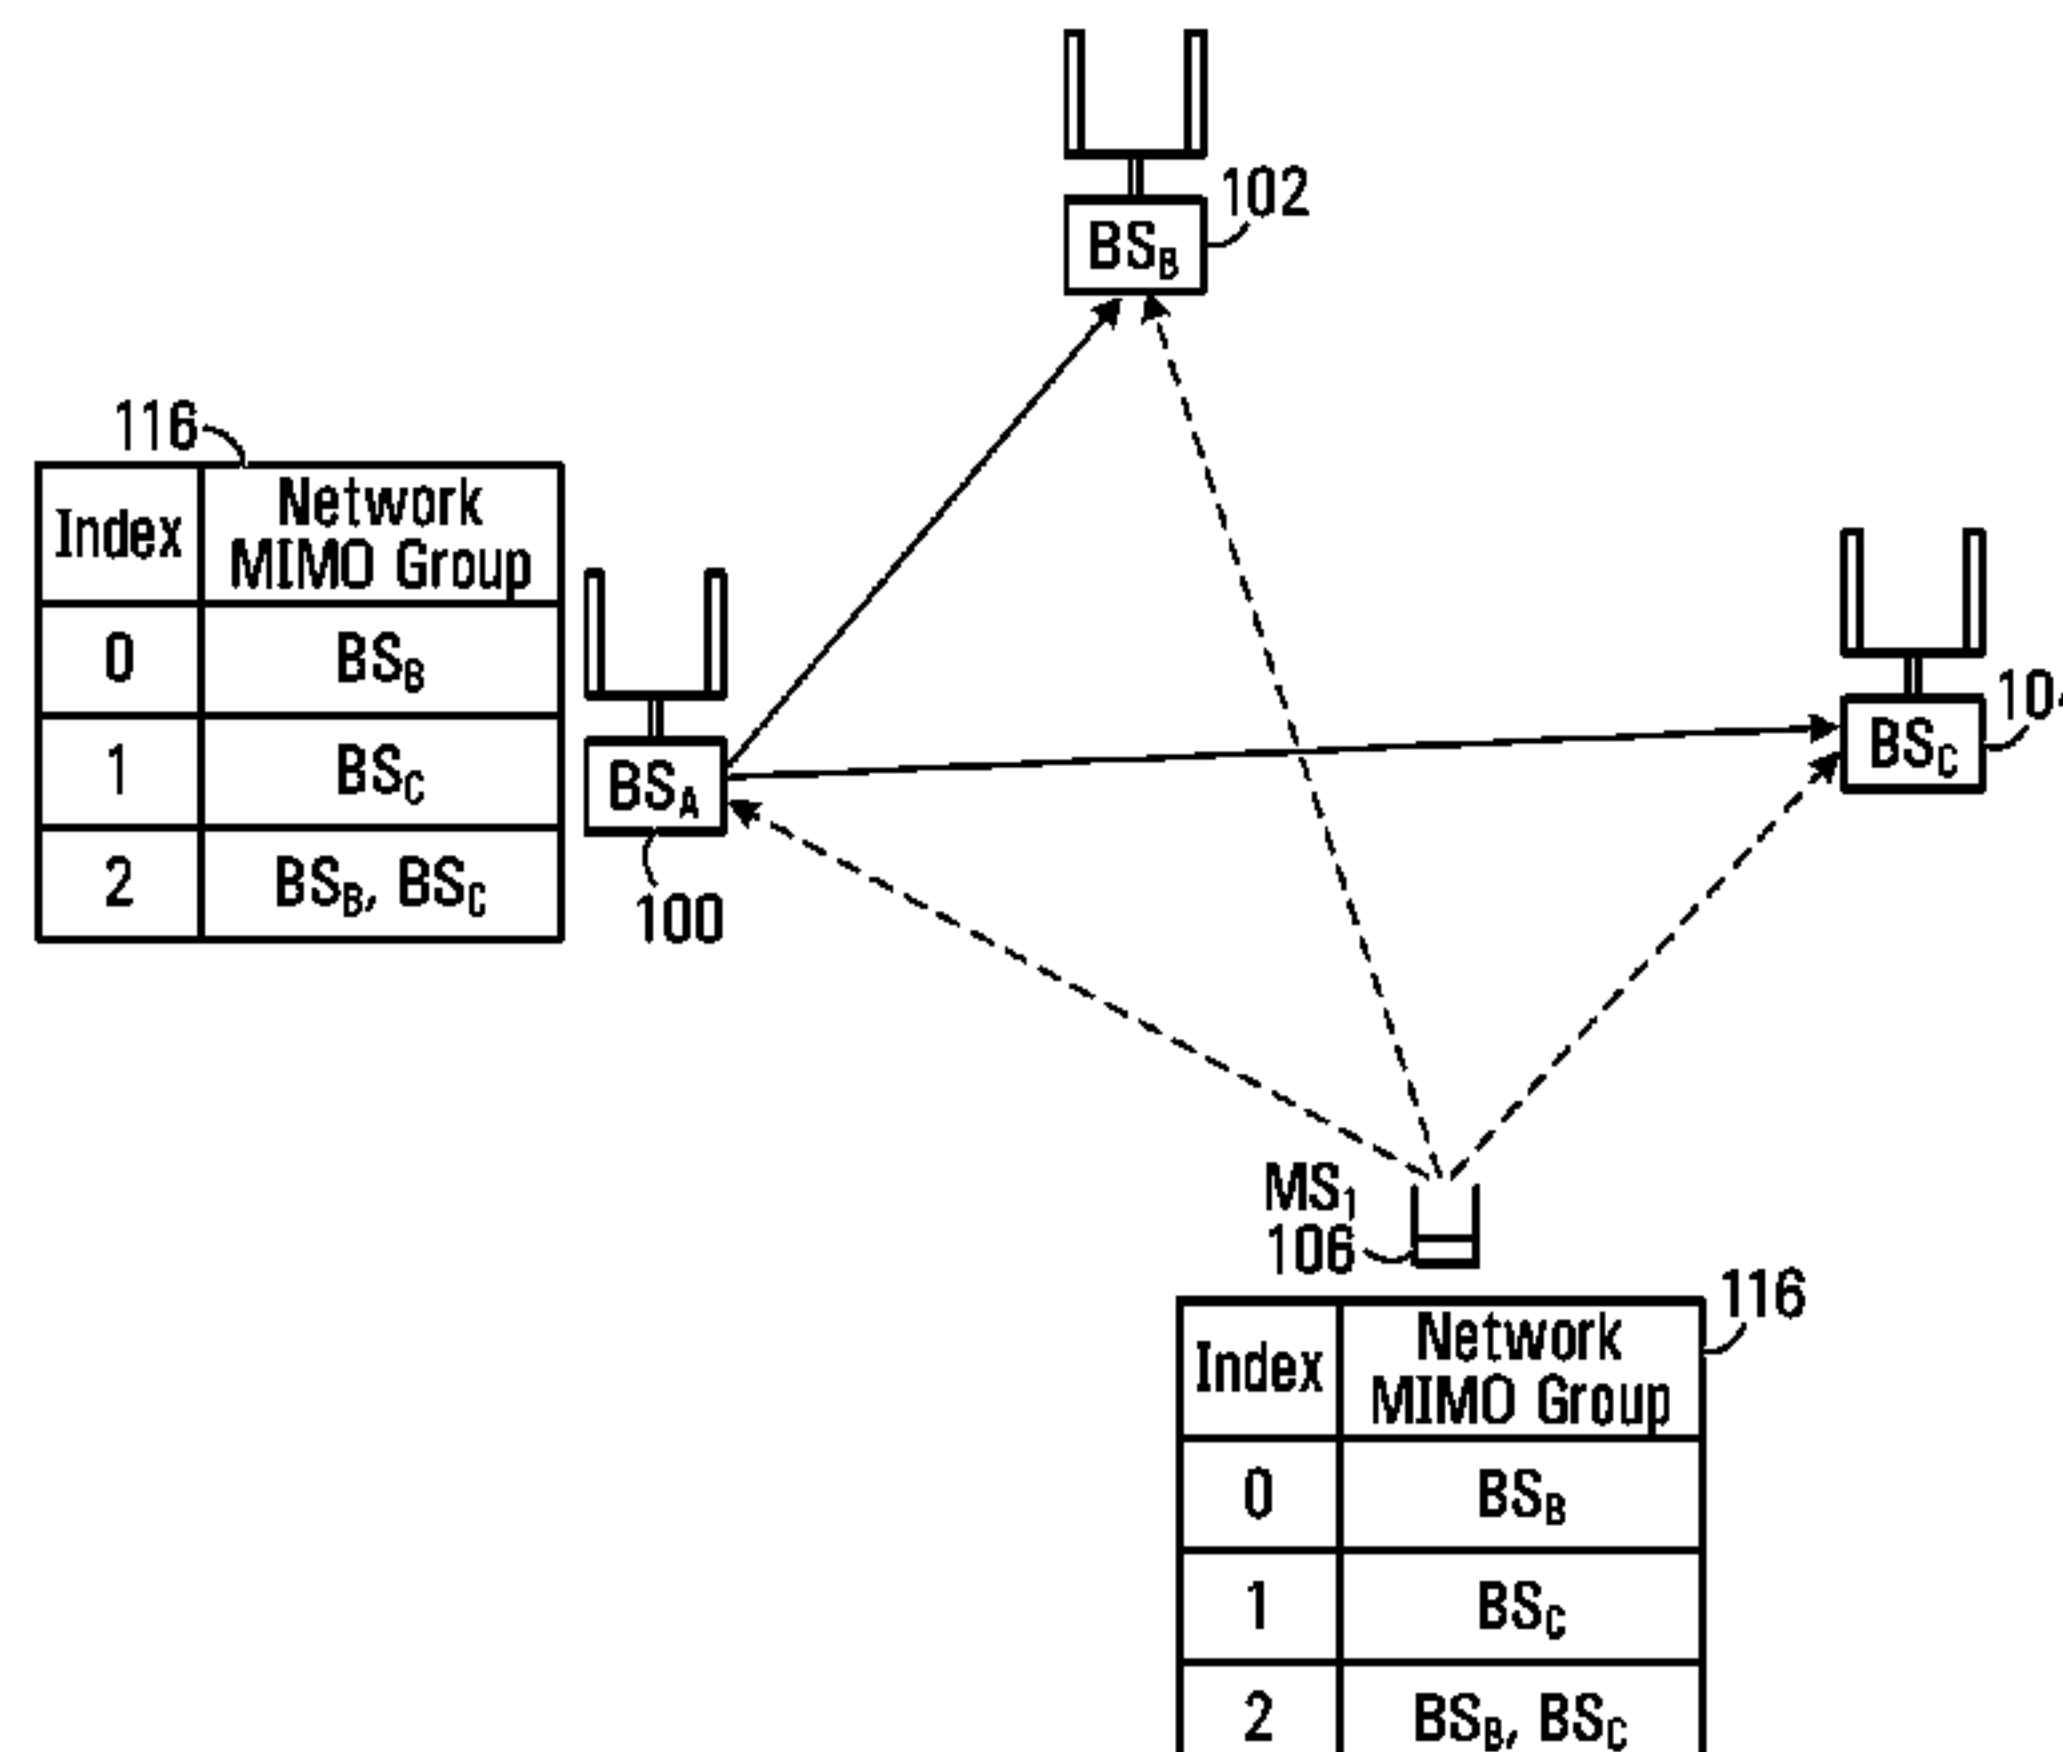 102
BS_B
116
Index Network MIMO Group
0 BS_B
1 BS_C
2 BS_B, BS_C
BS_A
100
BS_C
MS_1
106
116
Index Network MIMO Group
0 BS_B
1 BS_C
2 BS_B, BS_C